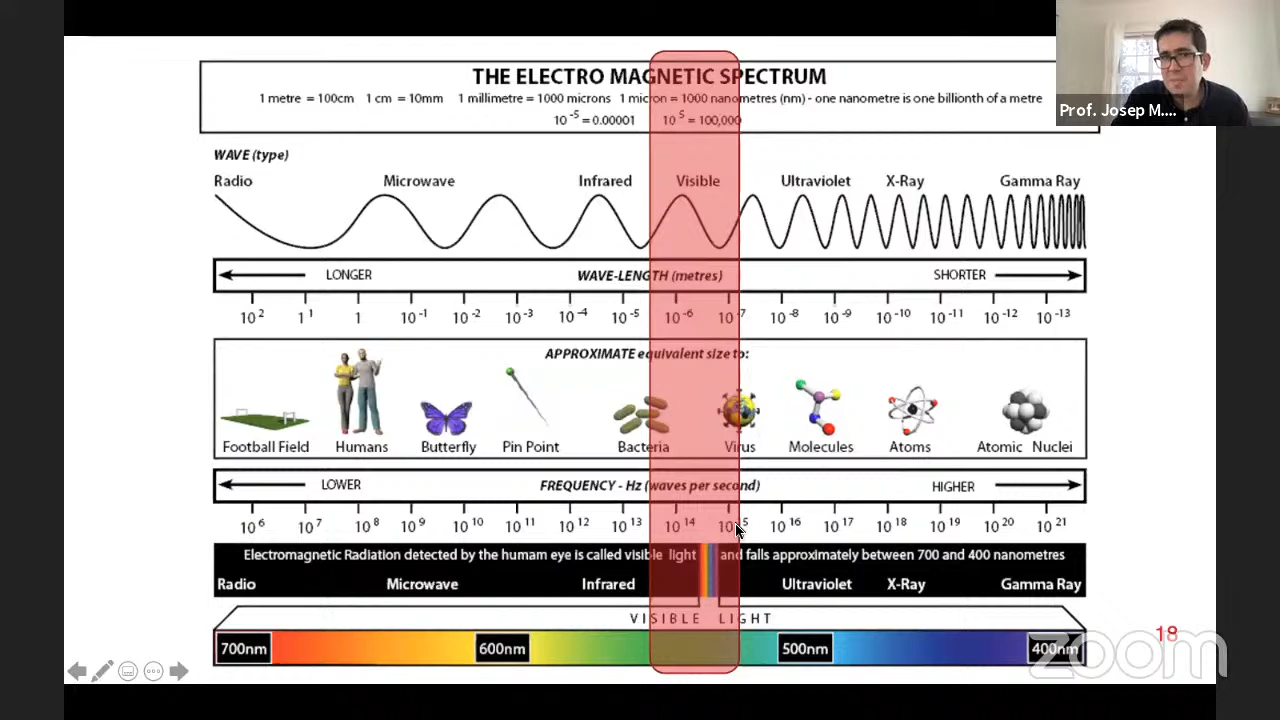 THE ELECTRO MAGNETIC SPECTRUM
1 metre = 100cm 1 cm = 10mm 1 millimetre = 1000 microns 1 micron = 1000 nanometres (nm) - one nanometre is one billionth of a metre
10 -5 = 0.00001 10 5 = 100,000
Prof. Josep M....
WAVE (type)
Radio Microwave Infrared Visible Ultraviolet X-Ray Gamma Ray
LONGER WAVE-LENGTH (metres) SHORTER
10 2 1 1 1 10 -1 10 -2 10 -3 10 -4 10 -5 10 -6 10 -7 10 -8 10 -9 10 -10 10 -11 10 -12 10 -13
APPROXIMATE equivalent size to:
Football Field Humans Butterfly Pin Point Bacteria Virus Molecules Atoms Atomic Nuclei
LOWER FREQUENCY - Hz (waves per second) HIGHER
10 6 10 7 10 8 10 9 10 10 10 11 10 12 10 13 10 14 10 15 10 16 10 17 10 18 10 19 10 20 10 21
Electromagnetic Radiation detected by the humam eye is called visible light and falls approximately between 700 and 400 nanometres
Radio Microwave Infrared Ultraviolet X-Ray Gamma Ray
VISIBLE LIGHT
700nm 600nm 500nm 400nm
18
zoom